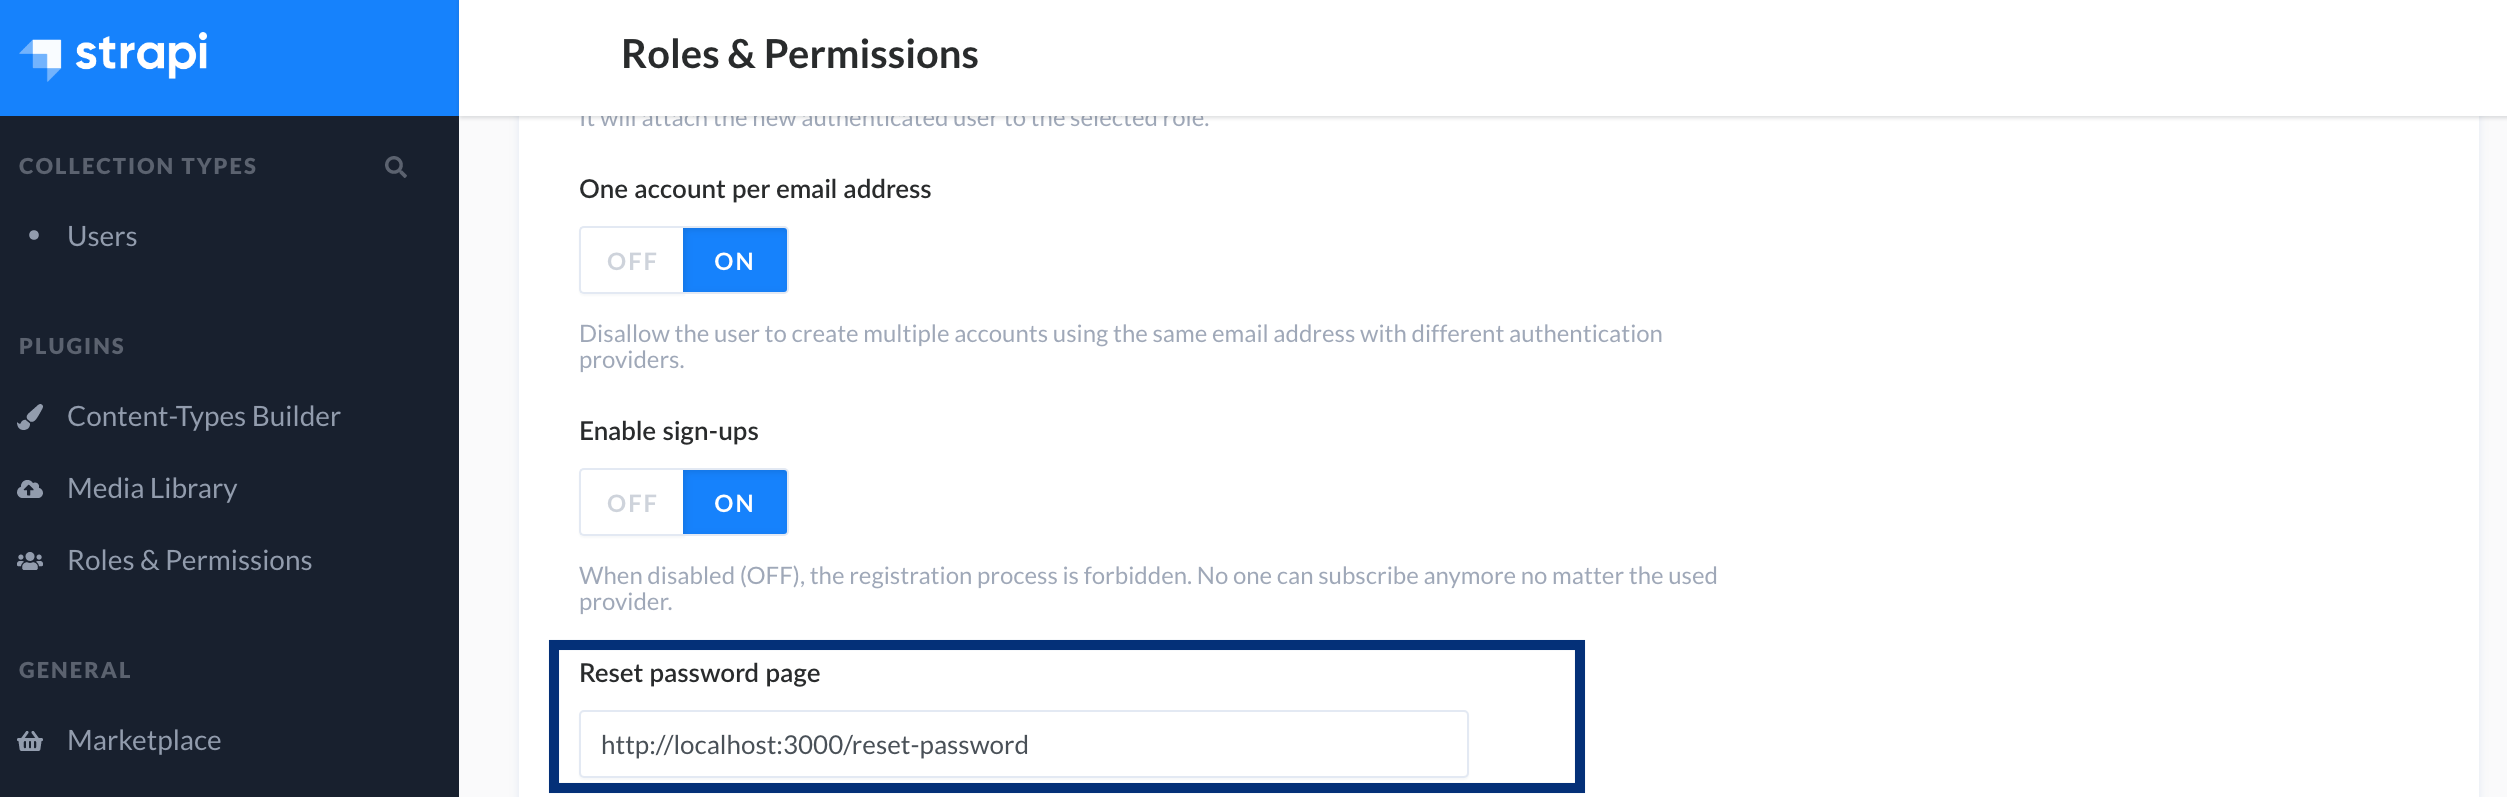 strapi
Roles & Permissions
COLLECTION TYPES
Users
PLUGINS
Content-Types Builder
Media Library
Roles & Permissions
GENERAL
Marketplace
It will attach the new authenticated user to the selected role.
One account per email address
OFF ON
Disallow the user to create multiple accounts using the same email address with different authentication
providers.
Enable sign-ups
OFF ON
When disabled (OFF), the registration process is forbidden. No one can subscribe anymore no matter the used
provider.
Reset password page
http://localhost:3000/reset-password